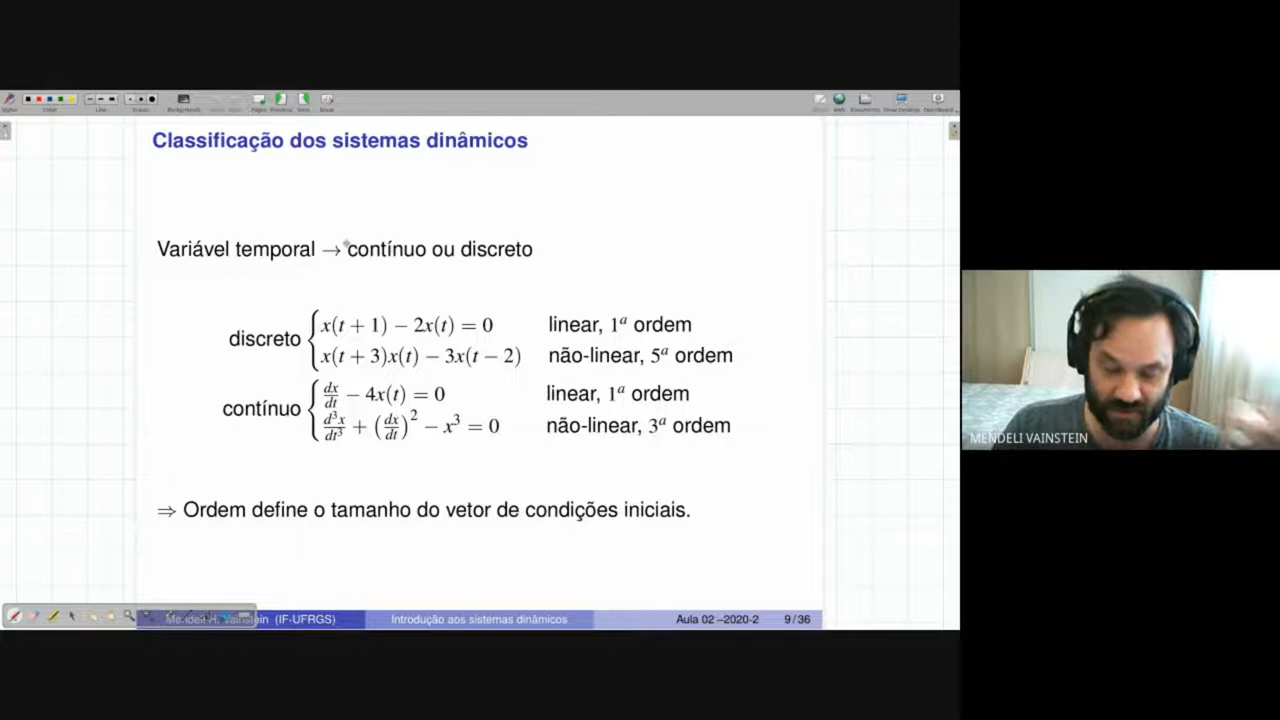 Classificação dos sistemas dinâmicos
Variável temporal → contínuo ou discreto
discreto { x(t + 1) − 2x(t) = 0 linear, 1ª ordem
x(t + 3)x(t) − 3x(t − 2) não-linear, 5ª ordem
contínuo { dx/dt − 4x(t) = 0 linear, 1ª ordem
d³x/dt³ + (dx/dt)² − x³ = 0 não-linear, 3ª ordem
⇒ Ordem define o tamanho do vetor de condições iniciais.
Mendeli H. Vainstein (IF-UFRGS) Introdução aos sistemas dinâmicos Aula 02 –2020-2 9 / 36
MENDELI VAINSTEIN